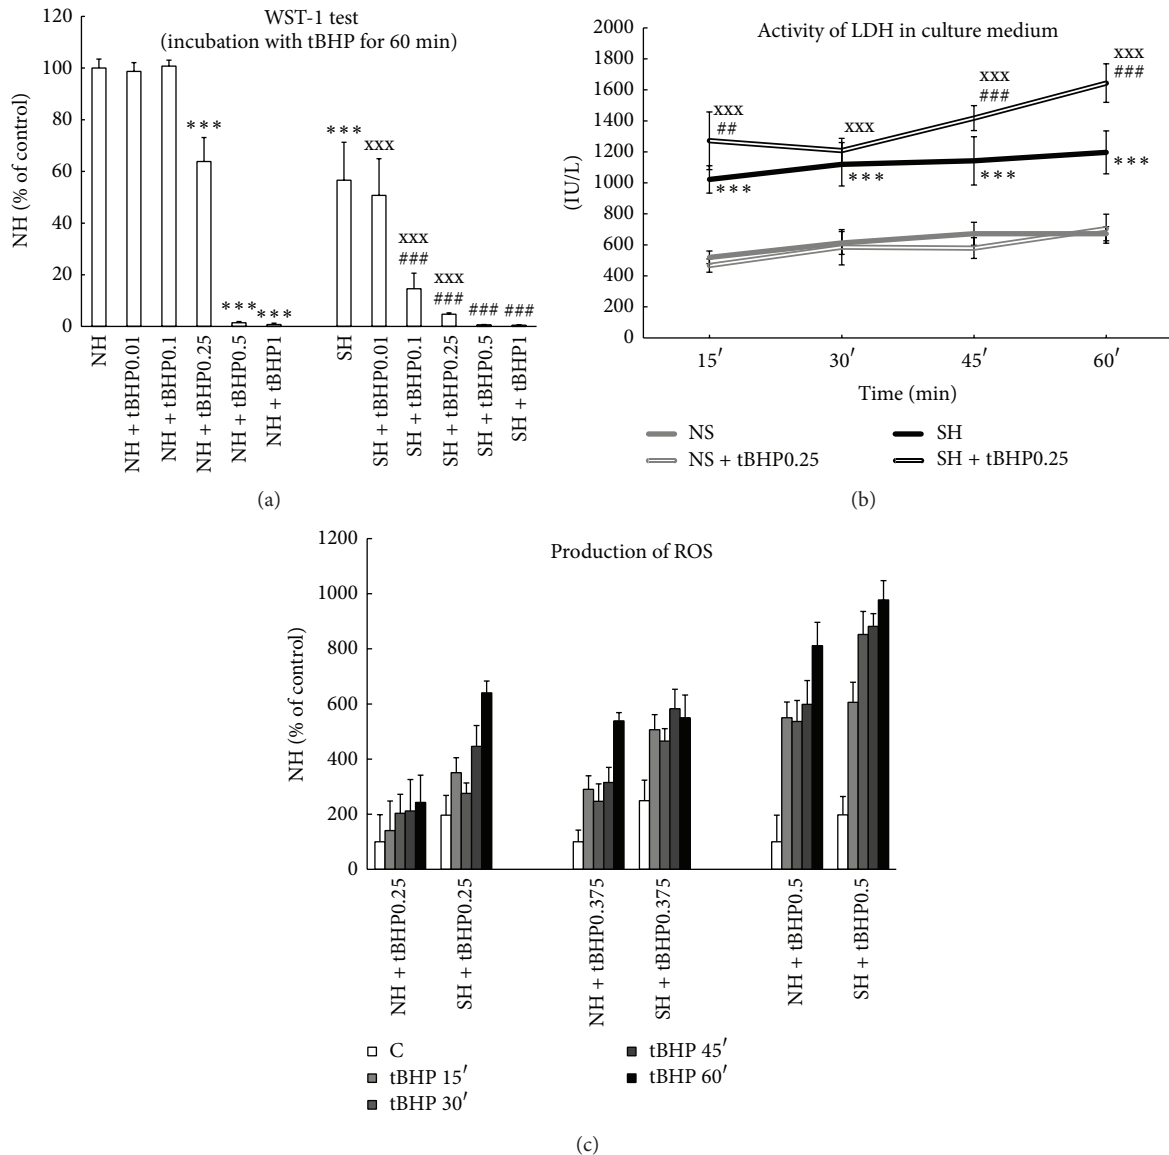 WST-1 test
(incubation with tBHP for 60 min)
NH (% of control)
120
100
80
60
40
20
0
***
***
***
***
xxx
xxx
###
xxx
###
###
###
NH
NH + tBHP0.01
NH + tBHP0.1
NH + tBHP0.25
NH + tBHP0.5
NH + tBHP1
SH
SH + tBHP0.01
SH + tBHP0.1
SH + tBHP0.25
SH + tBHP0.5
SH + tBHP1
(a)
Activity of LDH in culture medium
(IU/L)
2000
1800
1600
1400
1200
1000
800
600
400
200
0
xxx
##
xxx
xxx
###
xxx
###
***
***
***
***
15′
30′
45′
60′
Time (min)
NS
SH
NS + tBHP0.25
SH + tBHP0.25
(b)
Production of ROS
NH (% of control)
1200
1000
800
600
400
200
0
NH + tBHP0.25
SH + tBHP0.25
NH + tBHP0.375
SH + tBHP0.375
NH + tBHP0.5
SH + tBHP0.5
C
tBHP 15′
tBHP 30′
tBHP 45′
tBHP 60′
(c)